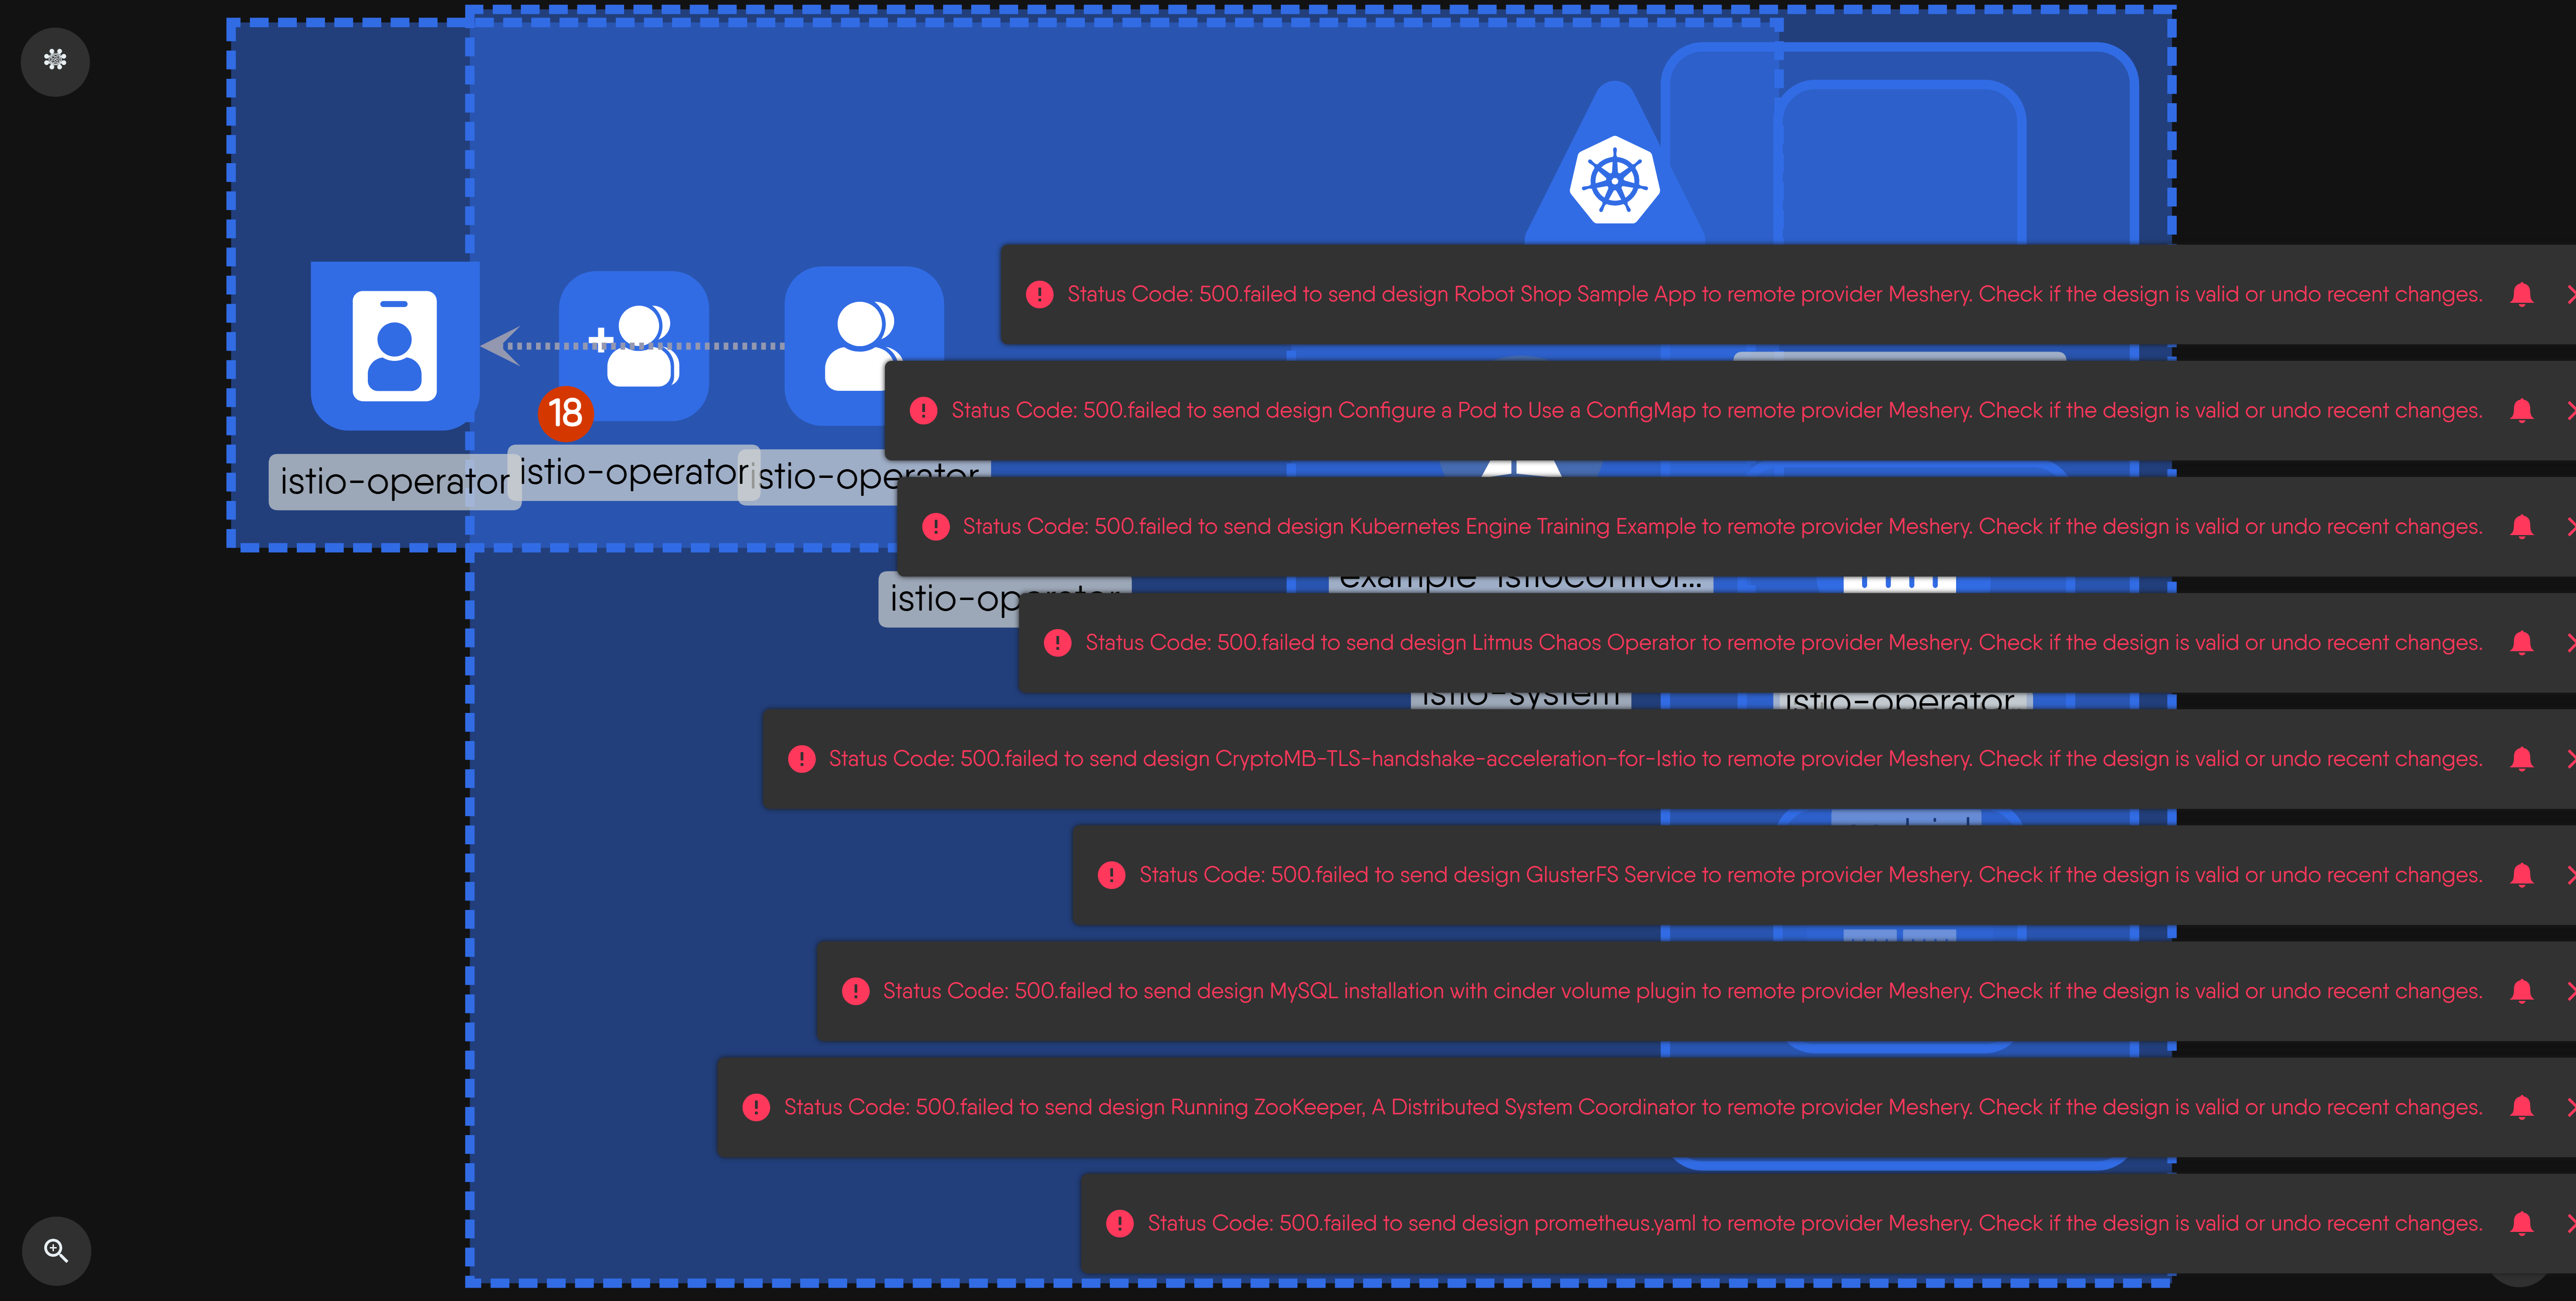 Status Code: 500.failed to send design Robot Shop Sample App to remote provider Meshery. Check if the design is valid or undo recent changes.
Status Code: 500.failed to send design Configure a Pod to Use a ConfigMap to remote provider Meshery. Check if the design is valid or undo recent changes.
18
istio-operator
istio-operator
istio-operator
Status Code: 500.failed to send design Kubernetes Engine Training Example to remote provider Meshery. Check if the design is valid or undo recent changes.
example-istiocontrol...
istio-operator
Status Code: 500.failed to send design Litmus Chaos Operator to remote provider Meshery. Check if the design is valid or undo recent changes.
istio-system
istio-operator
Status Code: 500.failed to send design CryptoMB-TLS-handshake-acceleration-for-Istio to remote provider Meshery. Check if the design is valid or undo recent changes.
Status Code: 500.failed to send design GlusterFS Service to remote provider Meshery. Check if the design is valid or undo recent changes.
Status Code: 500.failed to send design MySQL installation with cinder volume plugin to remote provider Meshery. Check if the design is valid or undo recent changes.
Status Code: 500.failed to send design Running ZooKeeper, A Distributed System Coordinator to remote provider Meshery. Check if the design is valid or undo recent changes.
Status Code: 500.failed to send design prometheus.yaml to remote provider Meshery. Check if the design is valid or undo recent changes.